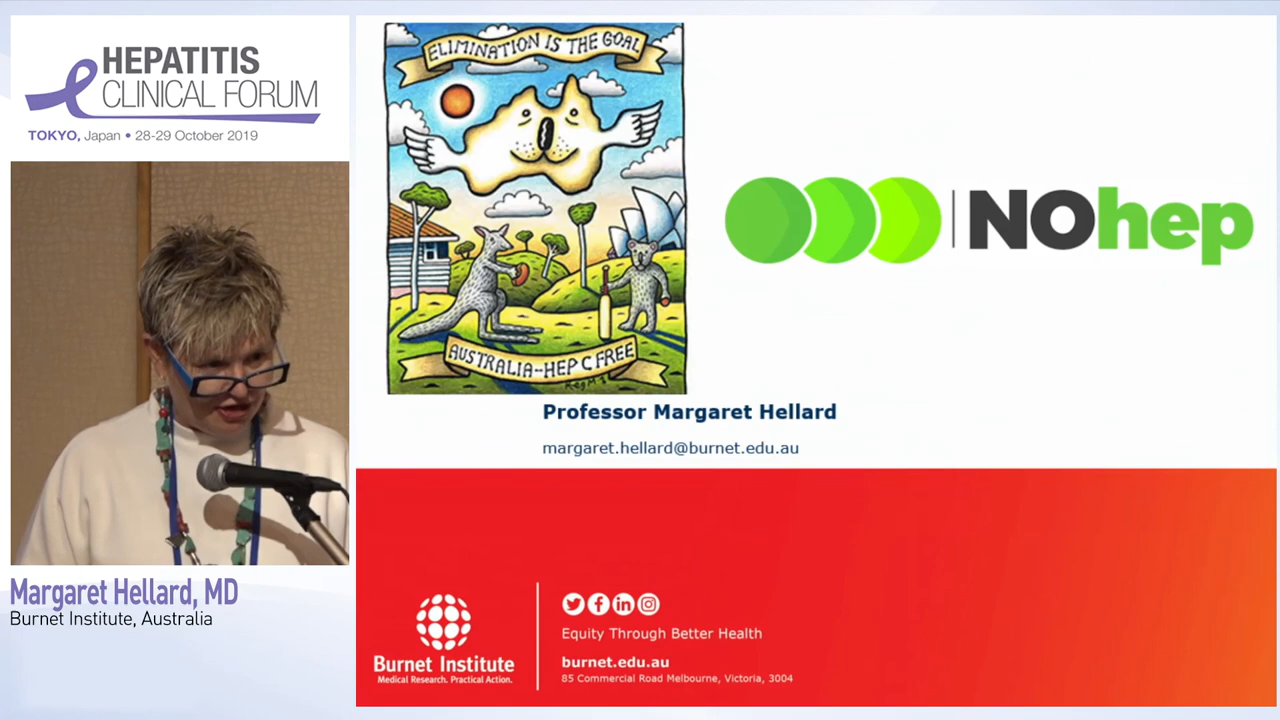 HEPATITIS
CLINICAL FORUM
TOKYO, Japan • 28-29 October 2019
Margaret Hellard, MD
Burnet Institute, Australia
ELIMINATION IS THE GOAL
AUSTRALIA-HEP C FREE
NOhep
Professor Margaret Hellard
margaret.hellard@burnet.edu.au
Burnet Institute
Medical Research. Practical Action.
Equity Through Better Health
burnet.edu.au
85 Commercial Road Melbourne, Victoria, 3004